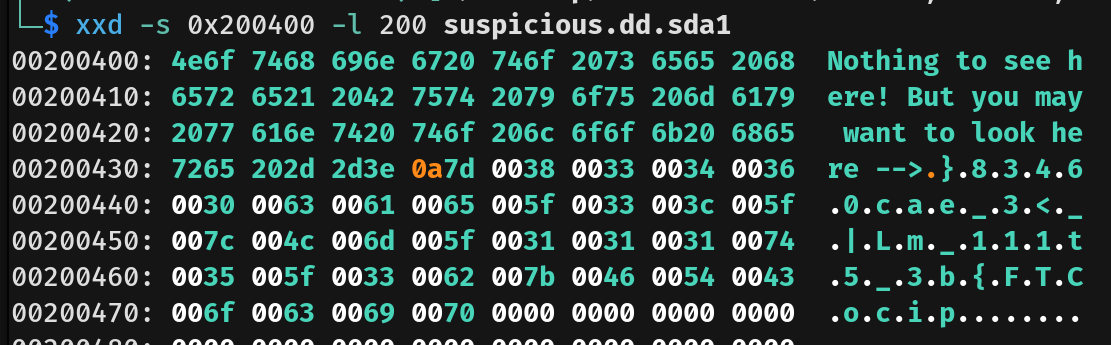 └─$ xxd -s 0x200400 -l 200 suspicious.dd.sda1
00200400: 4e6f 7468 696e 6720 746f 2073 6565 2068  Nothing to see h
00200410: 6572 6521 2042 7574 2079 6f75 206d 6179  ere! But you may
00200420: 2077 616e 7420 746f 206c 6f6f 6b20 6865   want to look he
00200430: 7265 202d 2d3e 0a7d 0038 0033 0034 0036  re -->.}.8.3.4.6
00200440: 0030 0063 0061 0065 005f 0033 003c 005f  .0.c.a.e._.3.<._
00200450: 007c 004c 006d 005f 0031 0031 0031 0074  .|.L.m._.1.1.1.t
00200460: 0035 005f 0033 0062 007b 0046 0054 0043  .5._.3.b.{.F.T.C
00200470: 006f 0063 0069 0070 0000 0000 0000 0000  .o.c.i.p........